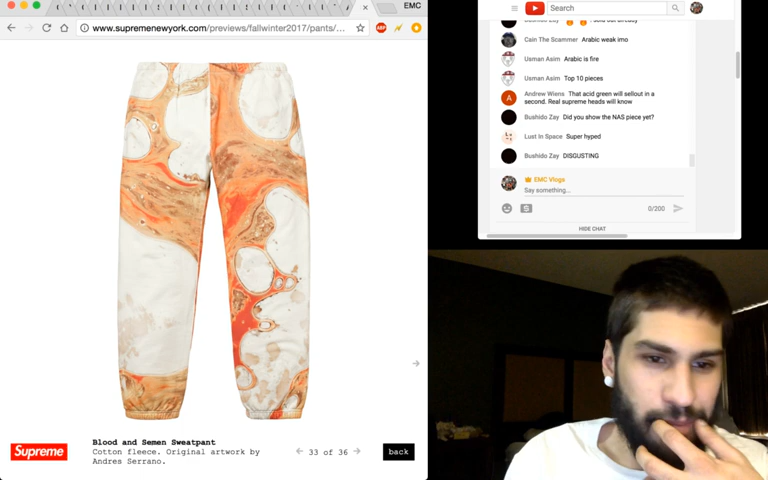 EMC
www.supremenewyork.com/previews/fallwinter2017/pants/...
ABP
Blood and Semen Sweatpant
Cotton fleece. Original artwork by
Andres Serrano.
33 of 36
back
Supreme
Search
Cain The Scammer Arabic weak imo
Usman Asim Arabic is fire
Usman Asim Top 10 pieces
A
Andrew Wiens That acid green will sellout in a
second. Real supreme heads will know
Bushido Zay Did you show the NAS piece yet?
Lust In Space Super hyped
Bushido Zay DISGUSTING
EMC Vlogs
Say something...
0/200
HIDE CHAT